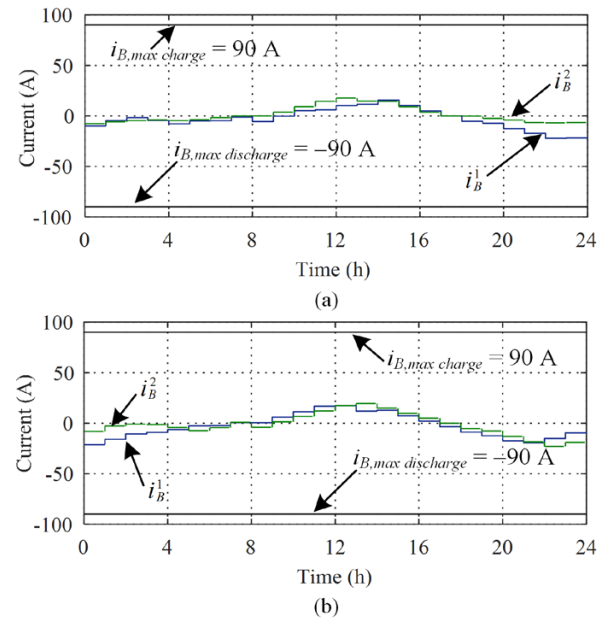 100
i_B,max charge = 90 A
50
i_B^2
0
Current (A)
i_B,max discharge = −90 A
-50
i_B^1
-100
0 4 8 12 16 20 24
Time (h)
(a)
100
i_B,max charge = 90 A
50
i_B^2
0
Current (A)
-50
i_B^1
i_B,max discharge = −90 A
-100
0 4 8 12 16 20 24
Time (h)
(b)